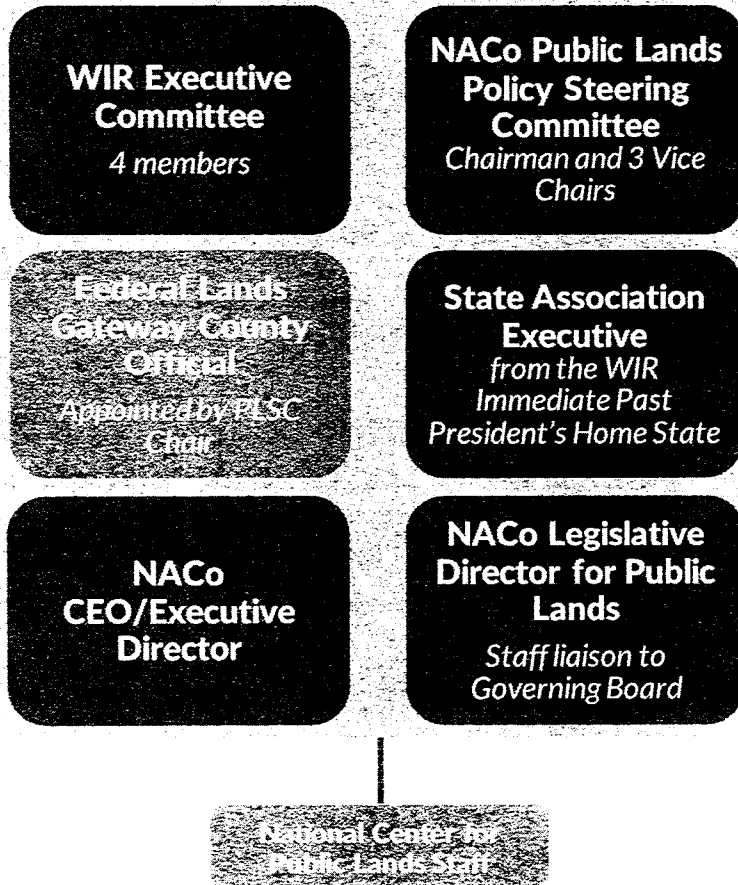 WIR Executive
Committee
4 members
NACo Public Lands
Policy Steering
Committee
Chairman and 3 Vice
Chairs
Federal Lands
Gateway County
Official
Appointed by PLSC
Chair
State Association
Executive
from the WIR
Immediate Past
President's Home State
NACo
CEO/Executive
Director
NACo Legislative
Director for Public
Lands
Staff liaison to
Governing Board
National Center for
Public Lands Staff